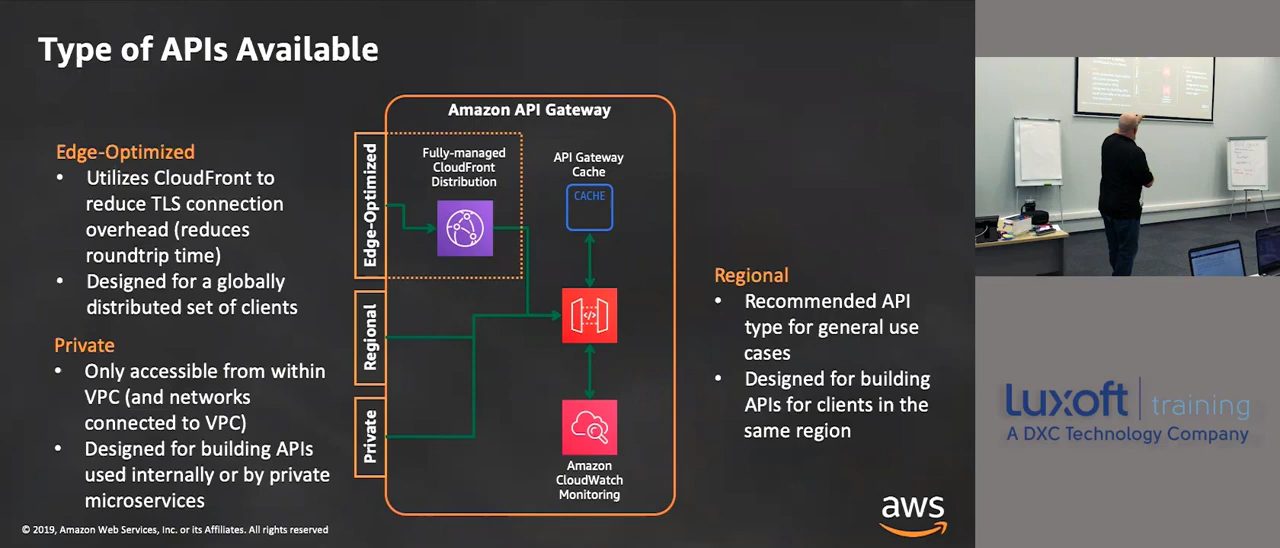 Type of APIs Available
Edge-Optimized
• Utilizes CloudFront to
reduce TLS connection
overhead (reduces
roundtrip time)
• Designed for a globally
distributed set of clients
Private
• Only accessible from within
VPC (and networks
connected to VPC)
• Designed for building APIs
used internally or by private
microservices
Amazon API Gateway
Edge-Optimized
Regional
Private
Fully-managed
CloudFront
Distribution
API Gateway
Cache
CACHE
</>
Amazon
CloudWatch
Monitoring
Regional
• Recommended API
type for general use
cases
• Designed for building
APIs for clients in the
same region
© 2019, Amazon Web Services, Inc. or its Affiliates. All rights reserved
aws
Luxoft training
A DXC Technology Company